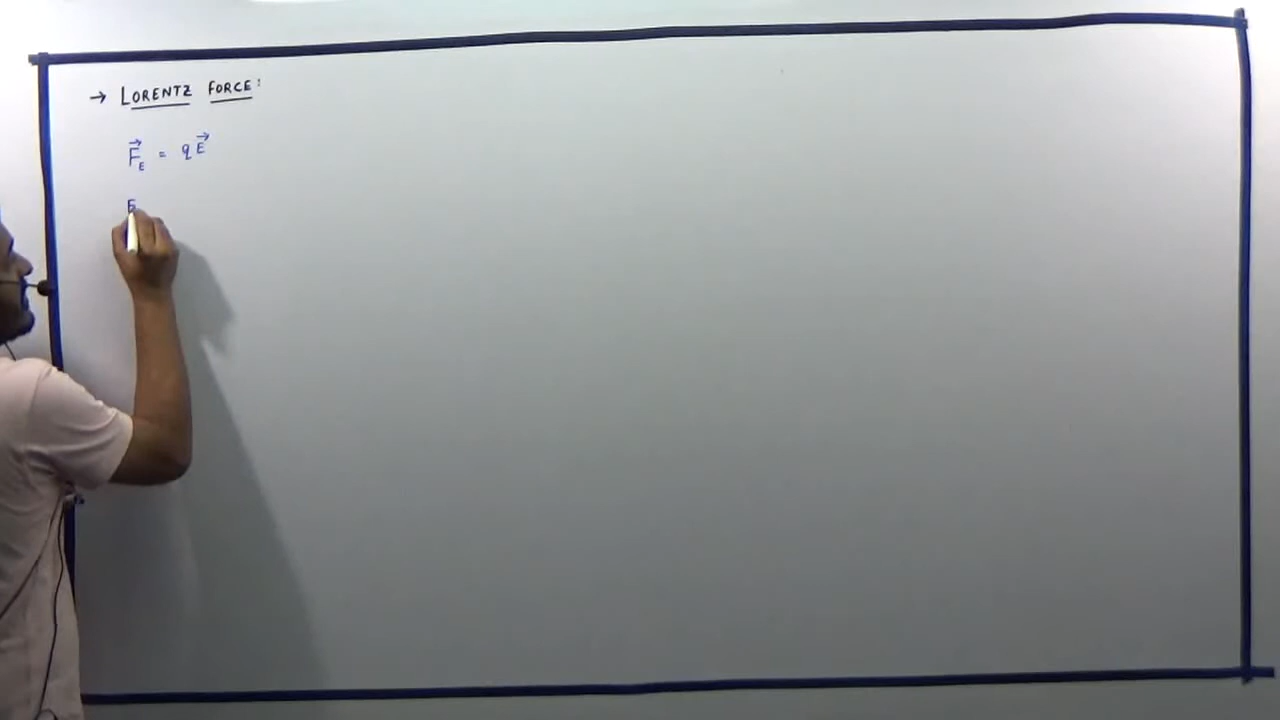 → LORENTZ FORCE:
F⃗_E = qE⃗
F